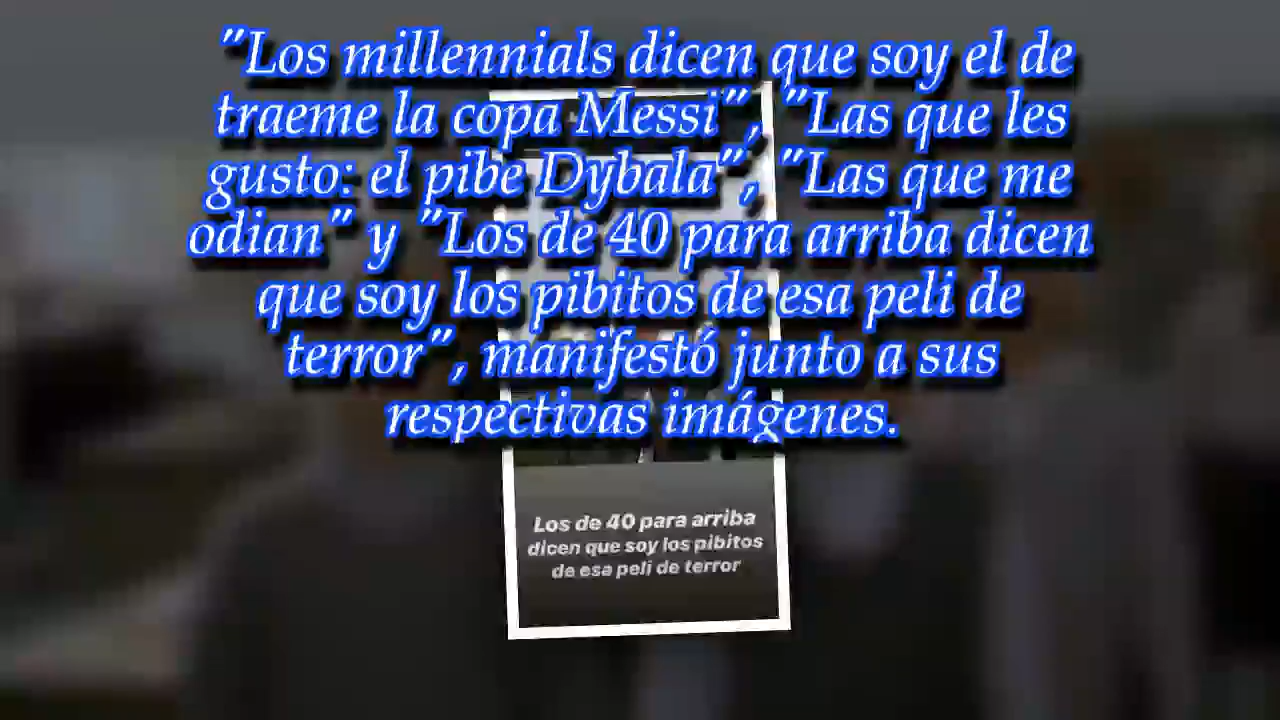 "Los millennials dicen que soy el de
traeme la copa Messi", "Las que les
gusto: el pibe Dybala", "Las que me
odian" y "Los de 40 para arriba dicen
que soy los pibitos de esa peli de
terror", manifestó junto a sus
respectivas imágenes.
Los de 40 para arriba
dicen que soy los pibitos
de esa peli de terror